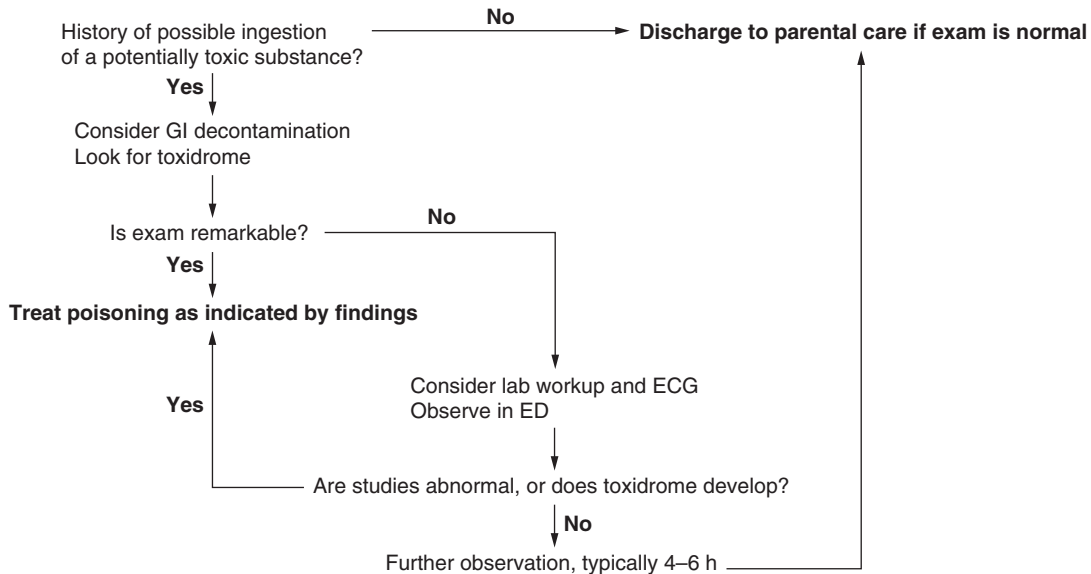 History of possible ingestion
of a potentially toxic substance?
No
Discharge to parental care if exam is normal
Yes
Consider GI decontamination
Look for toxidrome
Is exam remarkable?
No
Yes
Treat poisoning as indicated by findings
Consider lab workup and ECG
Observe in ED
Yes
Are studies abnormal, or does toxidrome develop?
No
Further observation, typically 4–6 h